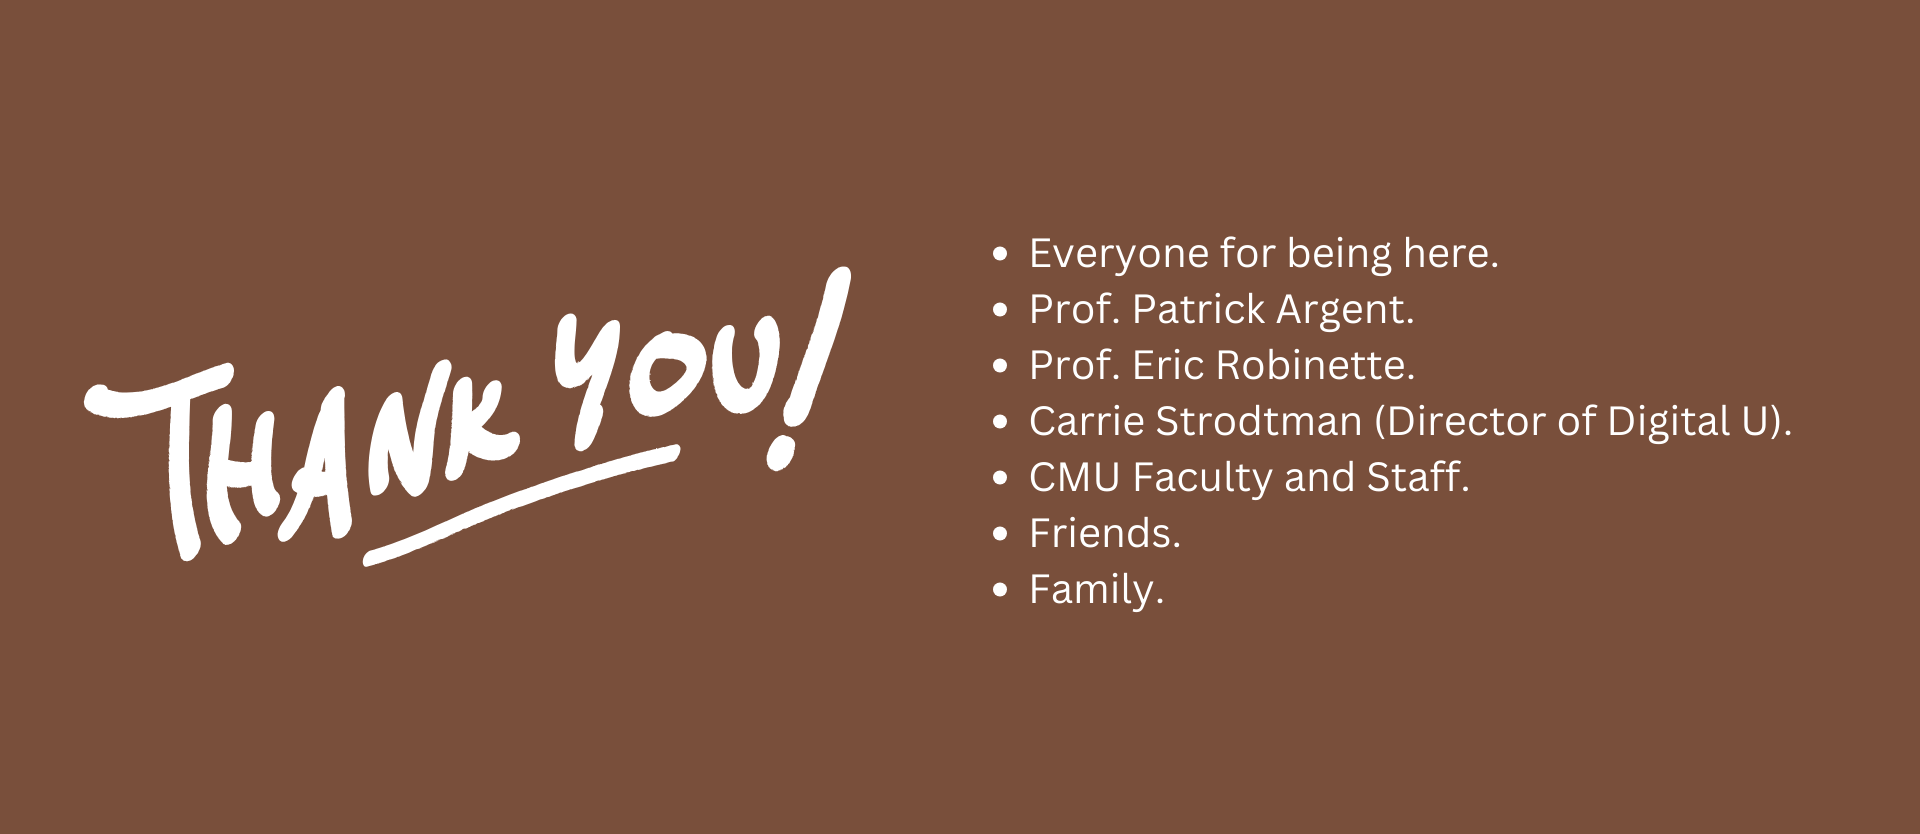 THANK YOU!
• Everyone for being here.
• Prof. Patrick Argent.
• Prof. Eric Robinette.
• Carrie Strodtman (Director of Digital U).
• CMU Faculty and Staff.
• Friends.
• Family.